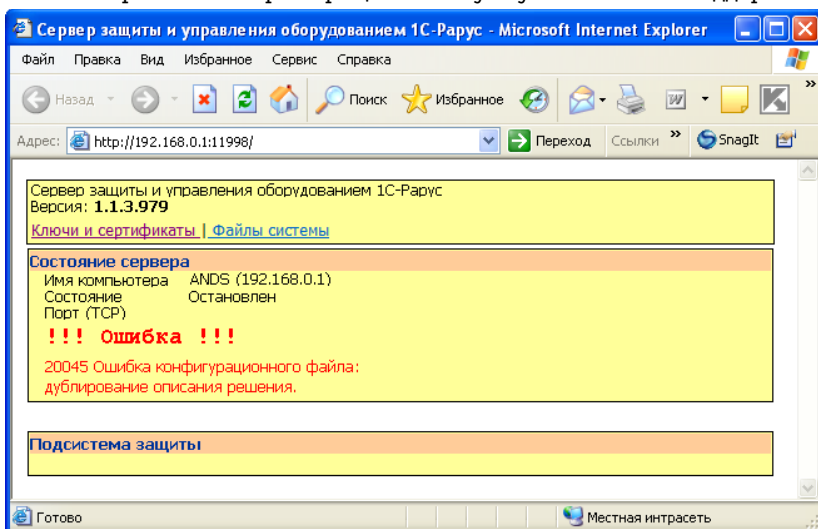 Сервер защиты и управления оборудованием 1С-Рарус - Microsoft Internet Explorer
Файл Правка Вид Избранное Сервис Справка
Назад Поиск Избранное
Адрес: http://192.168.0.1:11998/ Переход Ссылки SnagIt
Сервер защиты и управления оборудованием 1С-Рарус
Версия: 1.1.3.979
Ключи и сертификаты | Файлы системы
Состояние сервера
Имя компьютера ANDS (192.168.0.1)
Состояние Остановлен
Порт (TCP)
!!! Ошибка !!!
20045 Ошибка конфигурационного файла:
дублирование описания решения.
Подсистема защиты
Готово Местная интрасеть